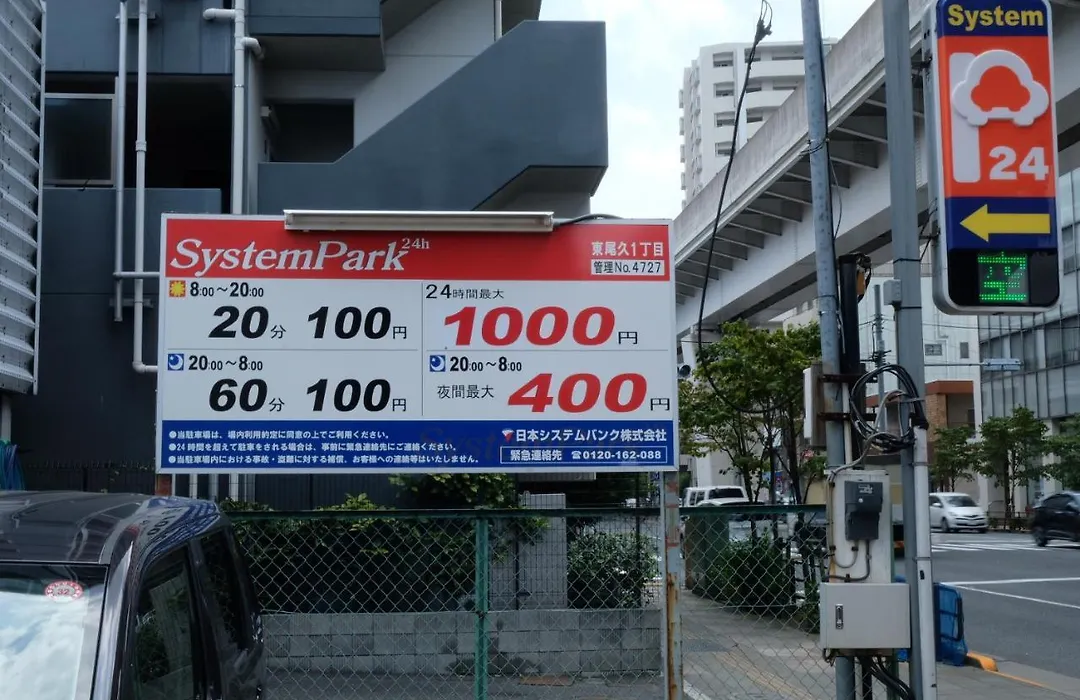 System
24
SystemPark24h
東尾久1丁目
管理No.4727
8:00～20:00
20分 100円
24時間最大
1000円
20:00～8:00
60分 100円
20:00～8:00
夜間最大 400円
●当駐車場は、場内利用約定に同意の上でご利用ください。
●24時間を超えて駐車をされる場合は、事前に緊急連絡先にご連絡ください。
●当駐車場内における事故・盗難に対する補償、お客様への連絡等はいたしません。
日本システムバンク株式会社
緊急連絡先 ☎0120-162-088